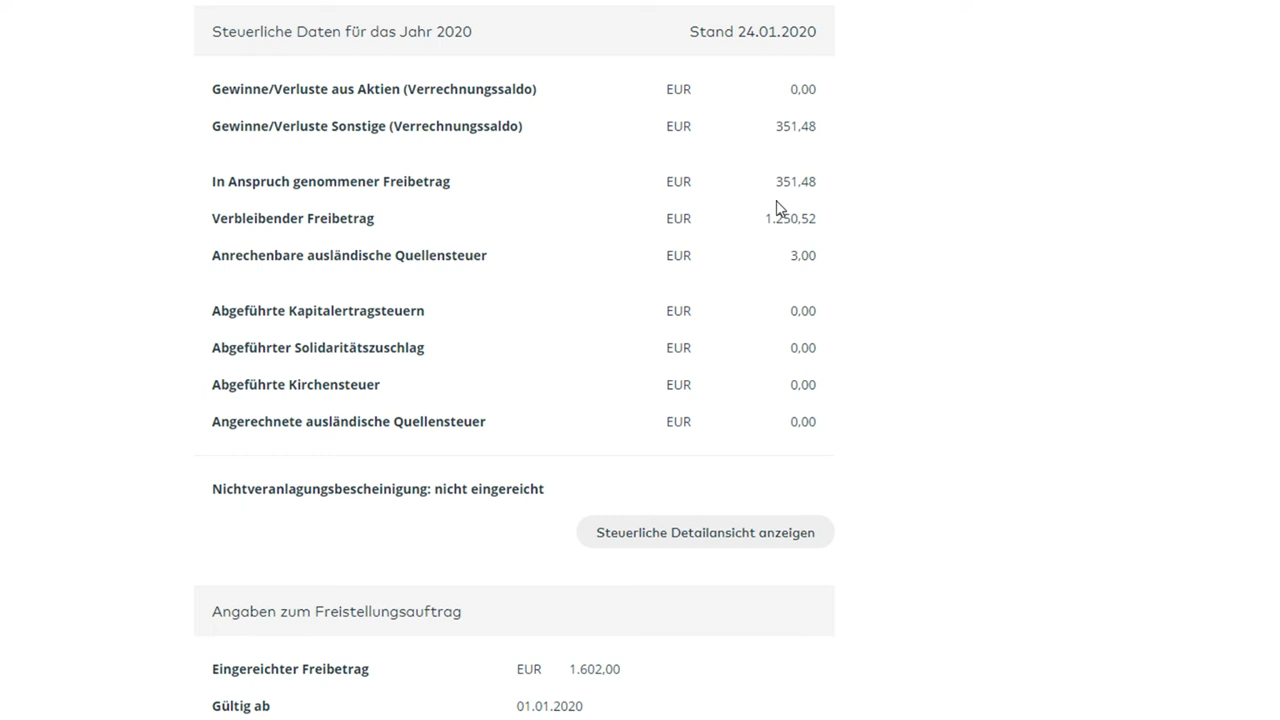 Steuerliche Daten für das Jahr 2020 Stand 24.01.2020
Gewinne/Verluste aus Aktien (Verrechnungssaldo) EUR 0,00
Gewinne/Verluste Sonstige (Verrechnungssaldo) EUR 351,48
In Anspruch genommener Freibetrag EUR 351,48
Verbleibender Freibetrag EUR 1.250,52
Anrechenbare ausländische Quellensteuer EUR 3,00
Abgeführte Kapitalertragsteuern EUR 0,00
Abgeführter Solidaritätszuschlag EUR 0,00
Abgeführte Kirchensteuer EUR 0,00
Angerechnete ausländische Quellensteuer EUR 0,00
Nichtveranlagungsbescheinigung: nicht eingereicht
Steuerliche Detailansicht anzeigen
Angaben zum Freistellungsauftrag
Eingereichter Freibetrag EUR 1.602,00
Gültig ab 01.01.2020